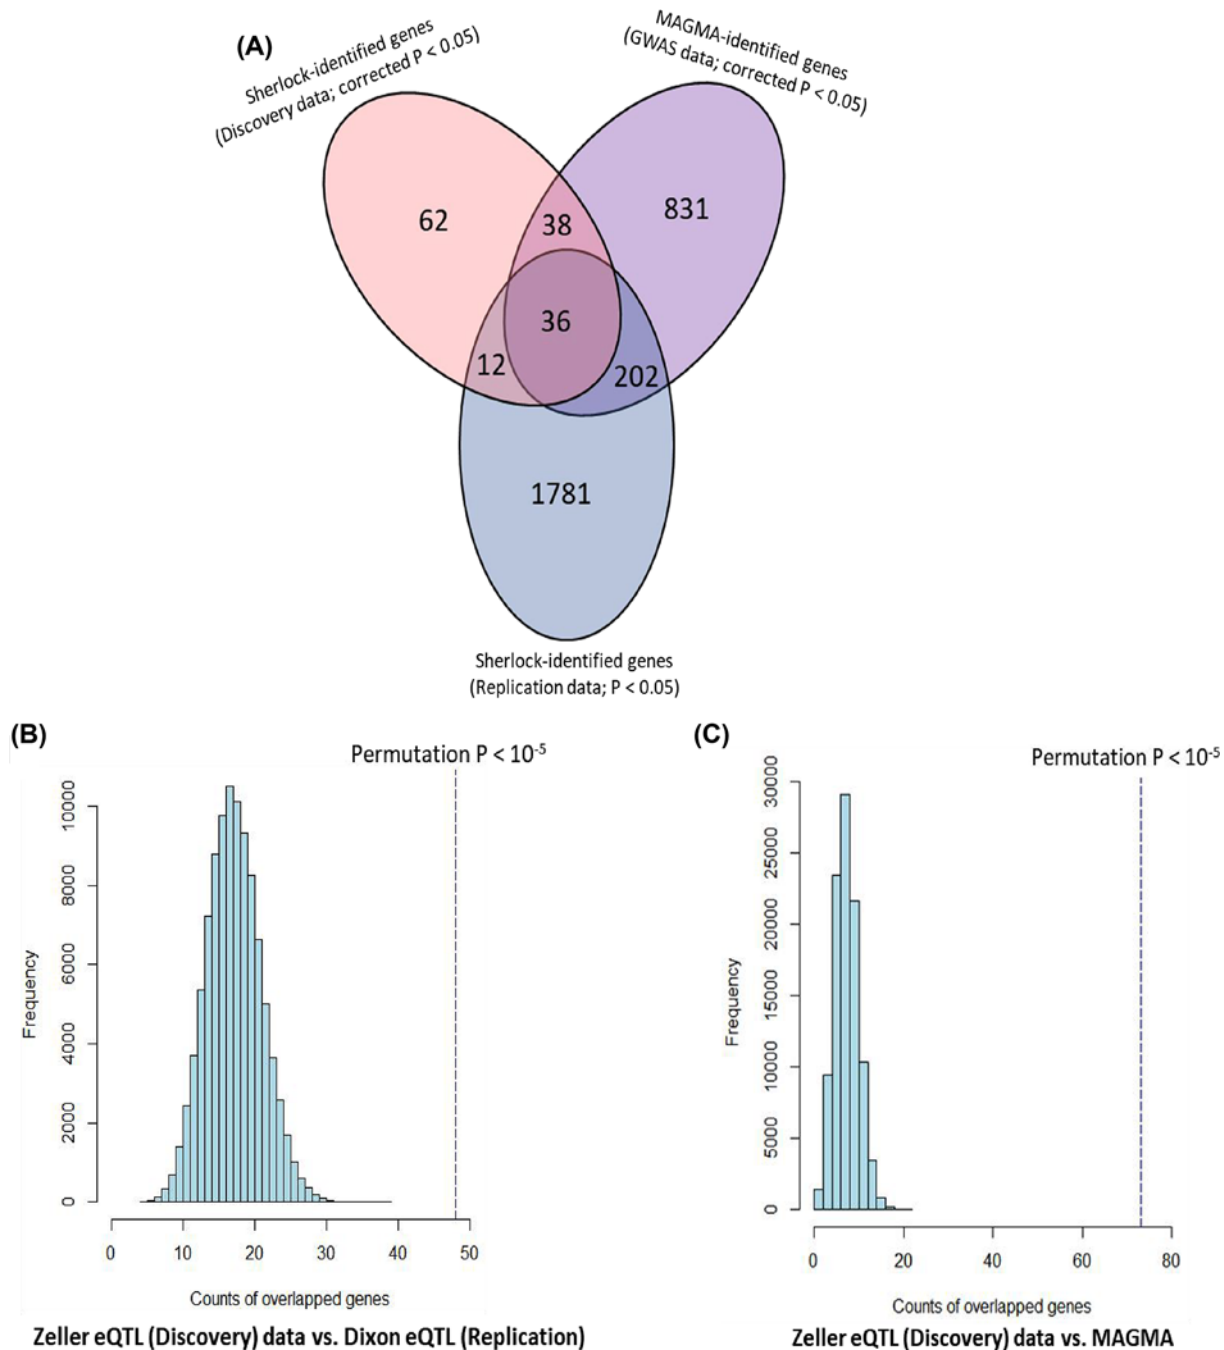 (A)
Sherlock-identified genes
(Discovery data; corrected P < 0.05)
MAGMA-identified genes
(GWAS data; corrected P < 0.05)
62
38
831
36
12
202
1781
Sherlock-identified genes
(Replication data; P < 0.05)
(B)
Permutation P < 10⁻⁵
Frequency
10000
8000
6000
4000
2000
0
0 10 20 30 40 50
Counts of overlapped genes
Zeller eQTL (Discovery) data vs. Dixon eQTL (Replication)
(C)
Permutation P < 10⁻⁵
Frequency
30000
25000
20000
15000
10000
5000
0
0 20 40 60 80
Counts of overlapped genes
Zeller eQTL (Discovery) data vs. MAGMA